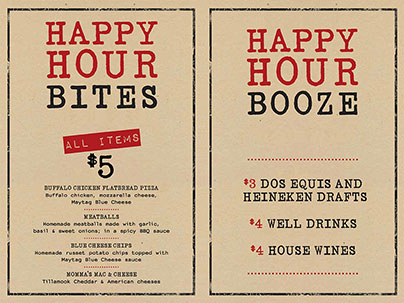 HAPPY
HOUR
BITES
ALL ITEMS
$5
BUFFALO CHICKEN FLATBREAD PIZZA
Buffalo chicken, mozzarella cheese,
Maytag Blue Cheese
MEATBALLS
Homemade meatballs made with garlic,
basil & sweet onions; in a spicy BBQ sauce
BLUE CHEESE CHIPS
Homemade russet potato chips topped with
Maytag Blue Cheese sauce
MOMMA'S MAC & CHEESE
Tillamook Cheddar & American cheeses
HAPPY
HOUR
BOOZE
$3 DOS EQUIS AND
HEINEKEN DRAFTS
$4 WELL DRINKS
$4 HOUSE WINES